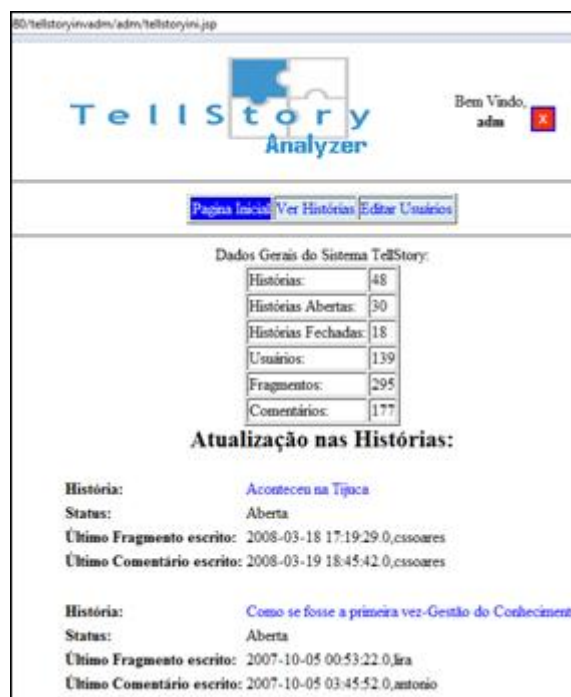 80/tellstoryinvadm/adm/tellstoryini.jsp
TellStory
Analyzer
Bem Vindo,
adm
X
Pagina Inicial Ver Histórias Editar Usuários
Dados Gerais do Sistema TellStory:
Histórias: 48
Histórias Abertas: 30
Histórias Fechadas: 18
Usuários: 139
Fragmentos: 295
Comentários: 177
Atualização nas Histórias:
História: Aconteceu na Tijuca
Status: Aberta
Último Fragmento escrito: 2008-03-18 17:19:29.0,cssoares
Último Comentário escrito: 2008-03-19 18:45:42.0,cssoares
História: Como se fosse a primeira vez-Gestão do Conheciment
Status: Aberta
Último Fragmento escrito: 2007-10-05 00:53:22.0,lira
Último Comentário escrito: 2007-10-05 03:45:52.0,antonio